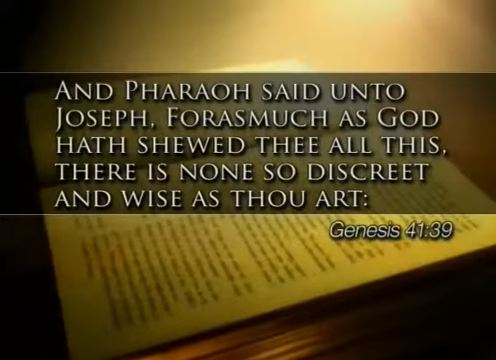 And Pharaoh said unto
Joseph, Forasmuch as God
hath shewed thee all this,
there is none so discreet
and wise as thou art:
Genesis 41:39